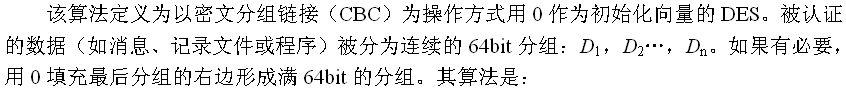 该算法定义为以密文分组链接（CBC）为操作方式用 0 作为初始化向量的 DES。被认证
的数据（如消息、记录文件或程序）被分为连续的 64bit 分组：D₁，D₂…，Dₙ。如果有必要，
用 0 填充最后分组的右边形成满 64bit 的分组。其算法是：